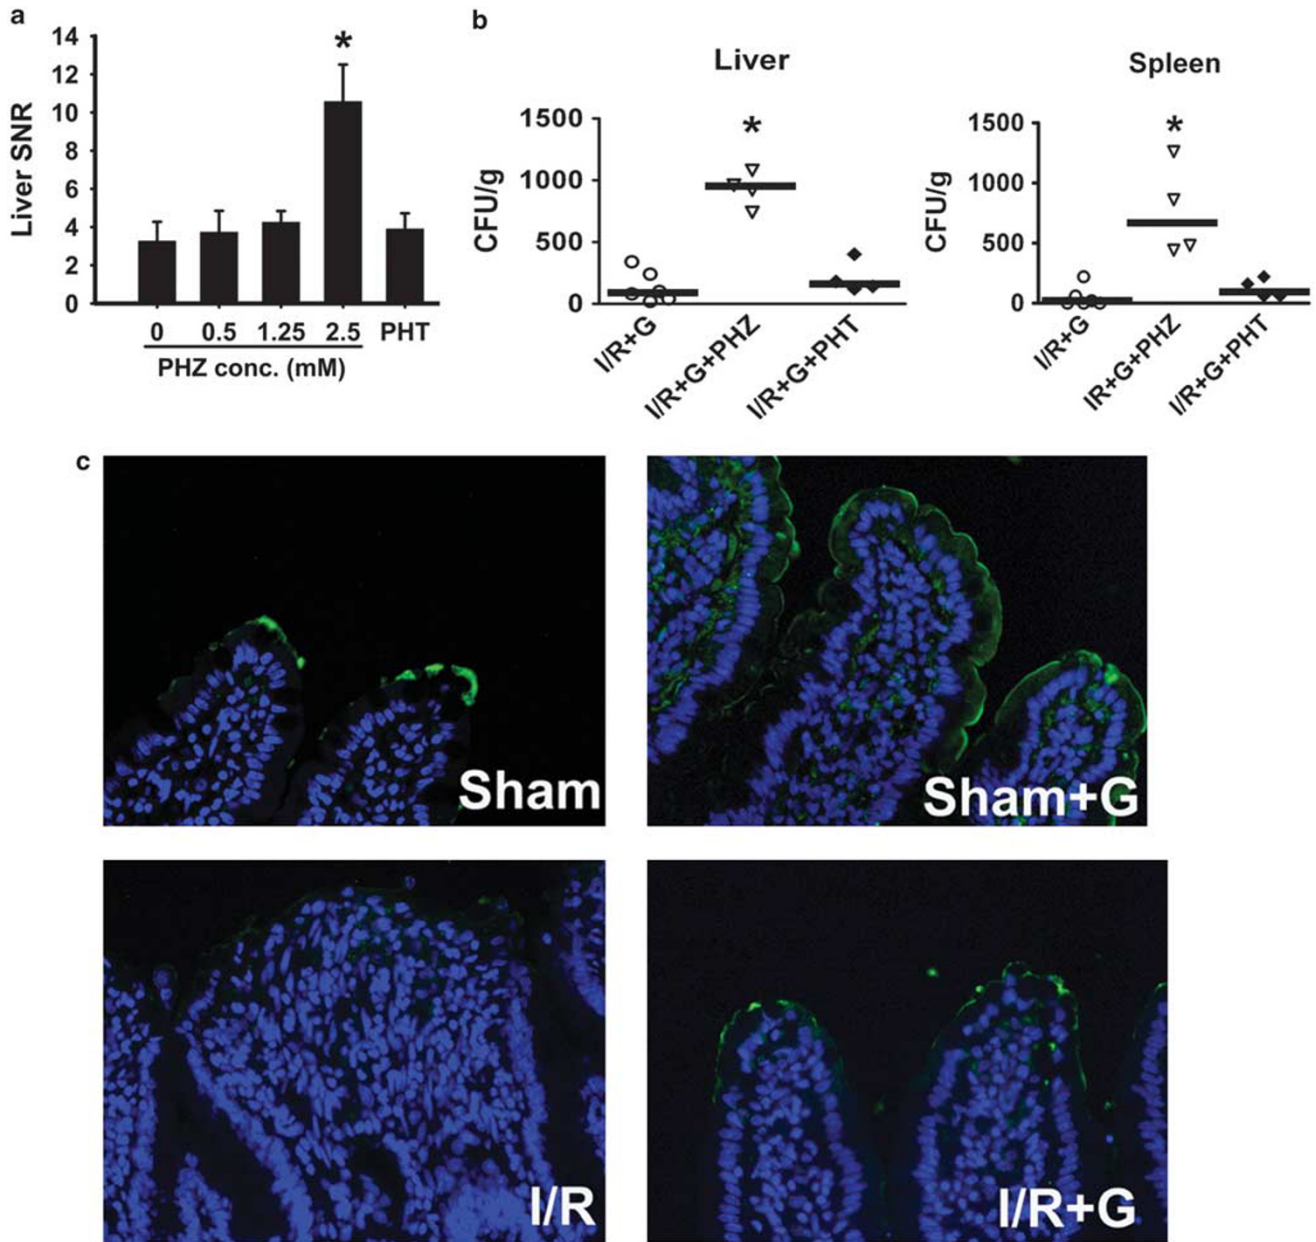 a
Liver SNR
14
12
10
8
6
4
2
0
*
0 0.5 1.25 2.5 PHT
PHZ conc. (mM)
b
Liver
CFU/g
1500
1000
500
0
*
I/R+G
I/R+G+PHZ
I/R+G+PHT
Spleen
CFU/g
1500
1000
500
0
*
I/R+G
IR+G+PHZ
I/R+G+PHT
c
Sham
Sham+G
I/R
I/R+G